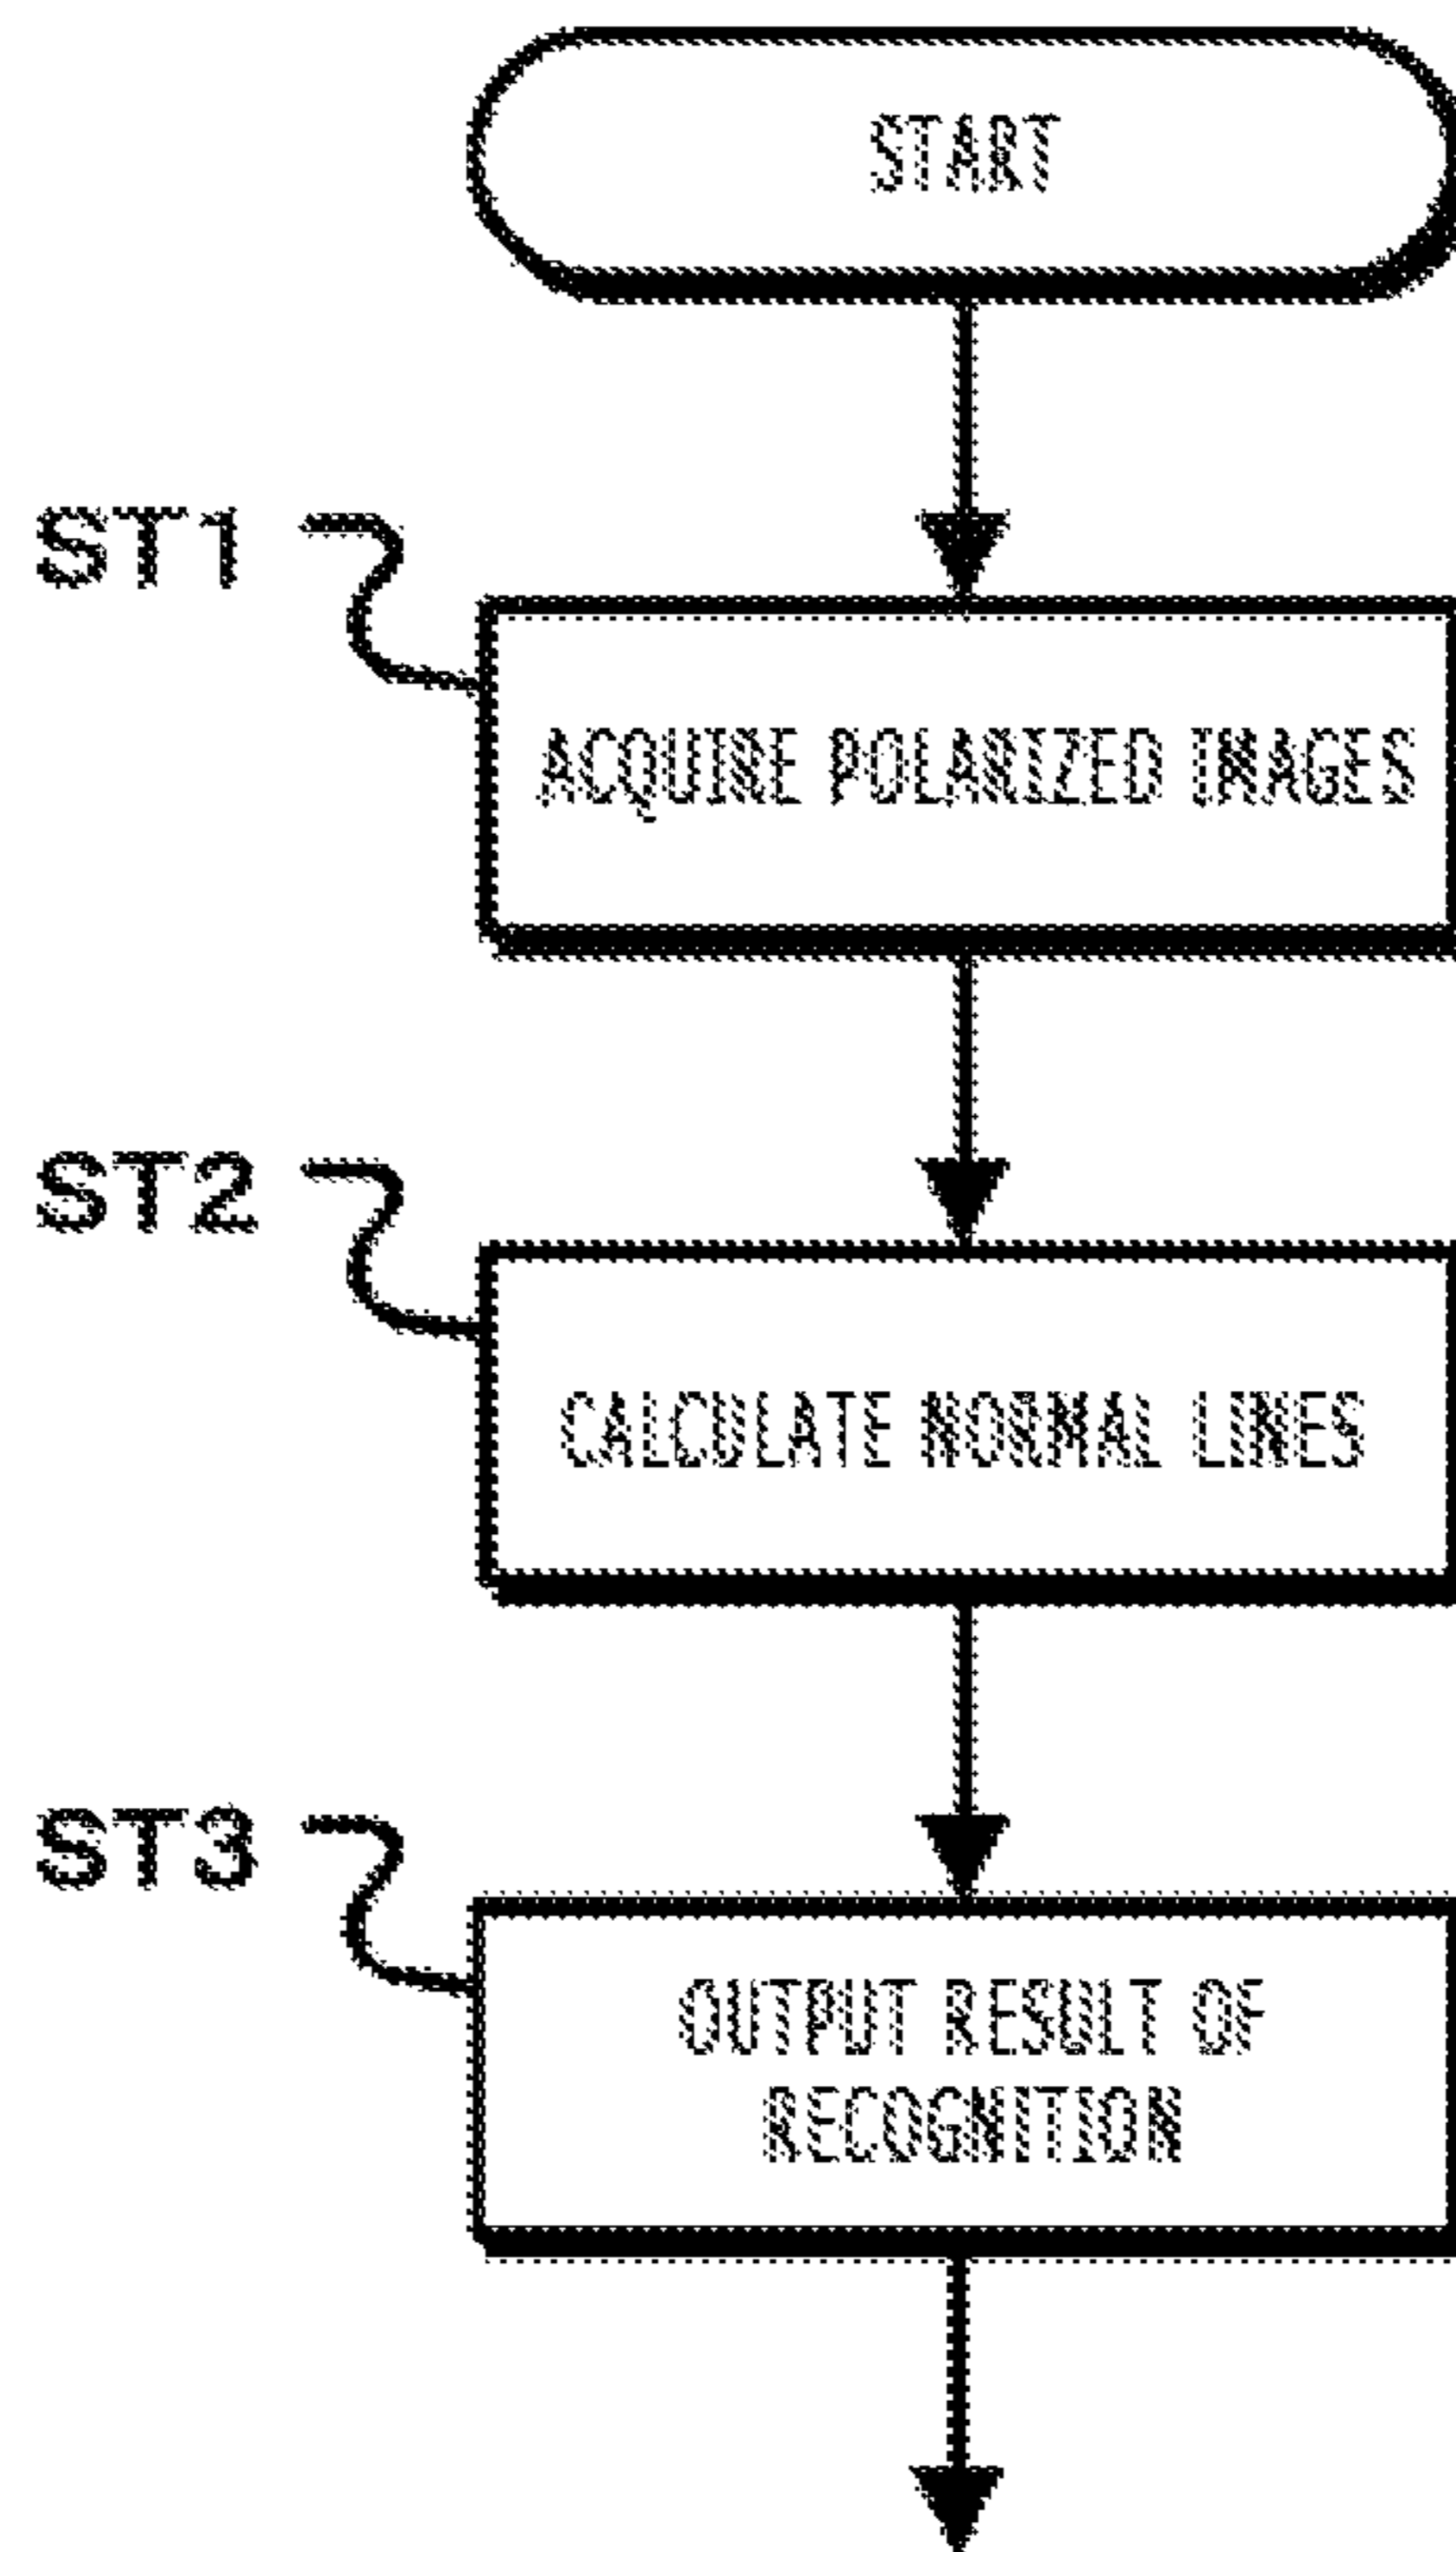 START
ST1
ACQUIRE POLARIZED IMAGES
ST2
CALCULATE NORMAL LINES
ST3
OUTPUT RESULT OF
RECOGNITION